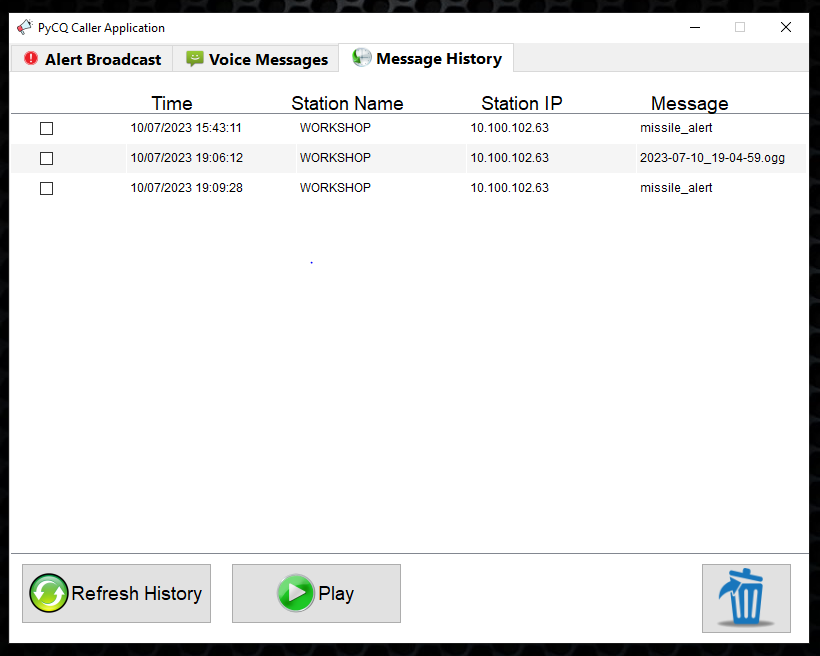 PyCQ Caller Application
Alert Broadcast Voice Messages Message History
Time Station Name Station IP Message
10/07/2023 15:43:11 WORKSHOP 10.100.102.63 missile_alert
10/07/2023 19:06:12 WORKSHOP 10.100.102.63 2023-07-10_19-04-59.ogg
10/07/2023 19:09:28 WORKSHOP 10.100.102.63 missile_alert
Refresh History Play